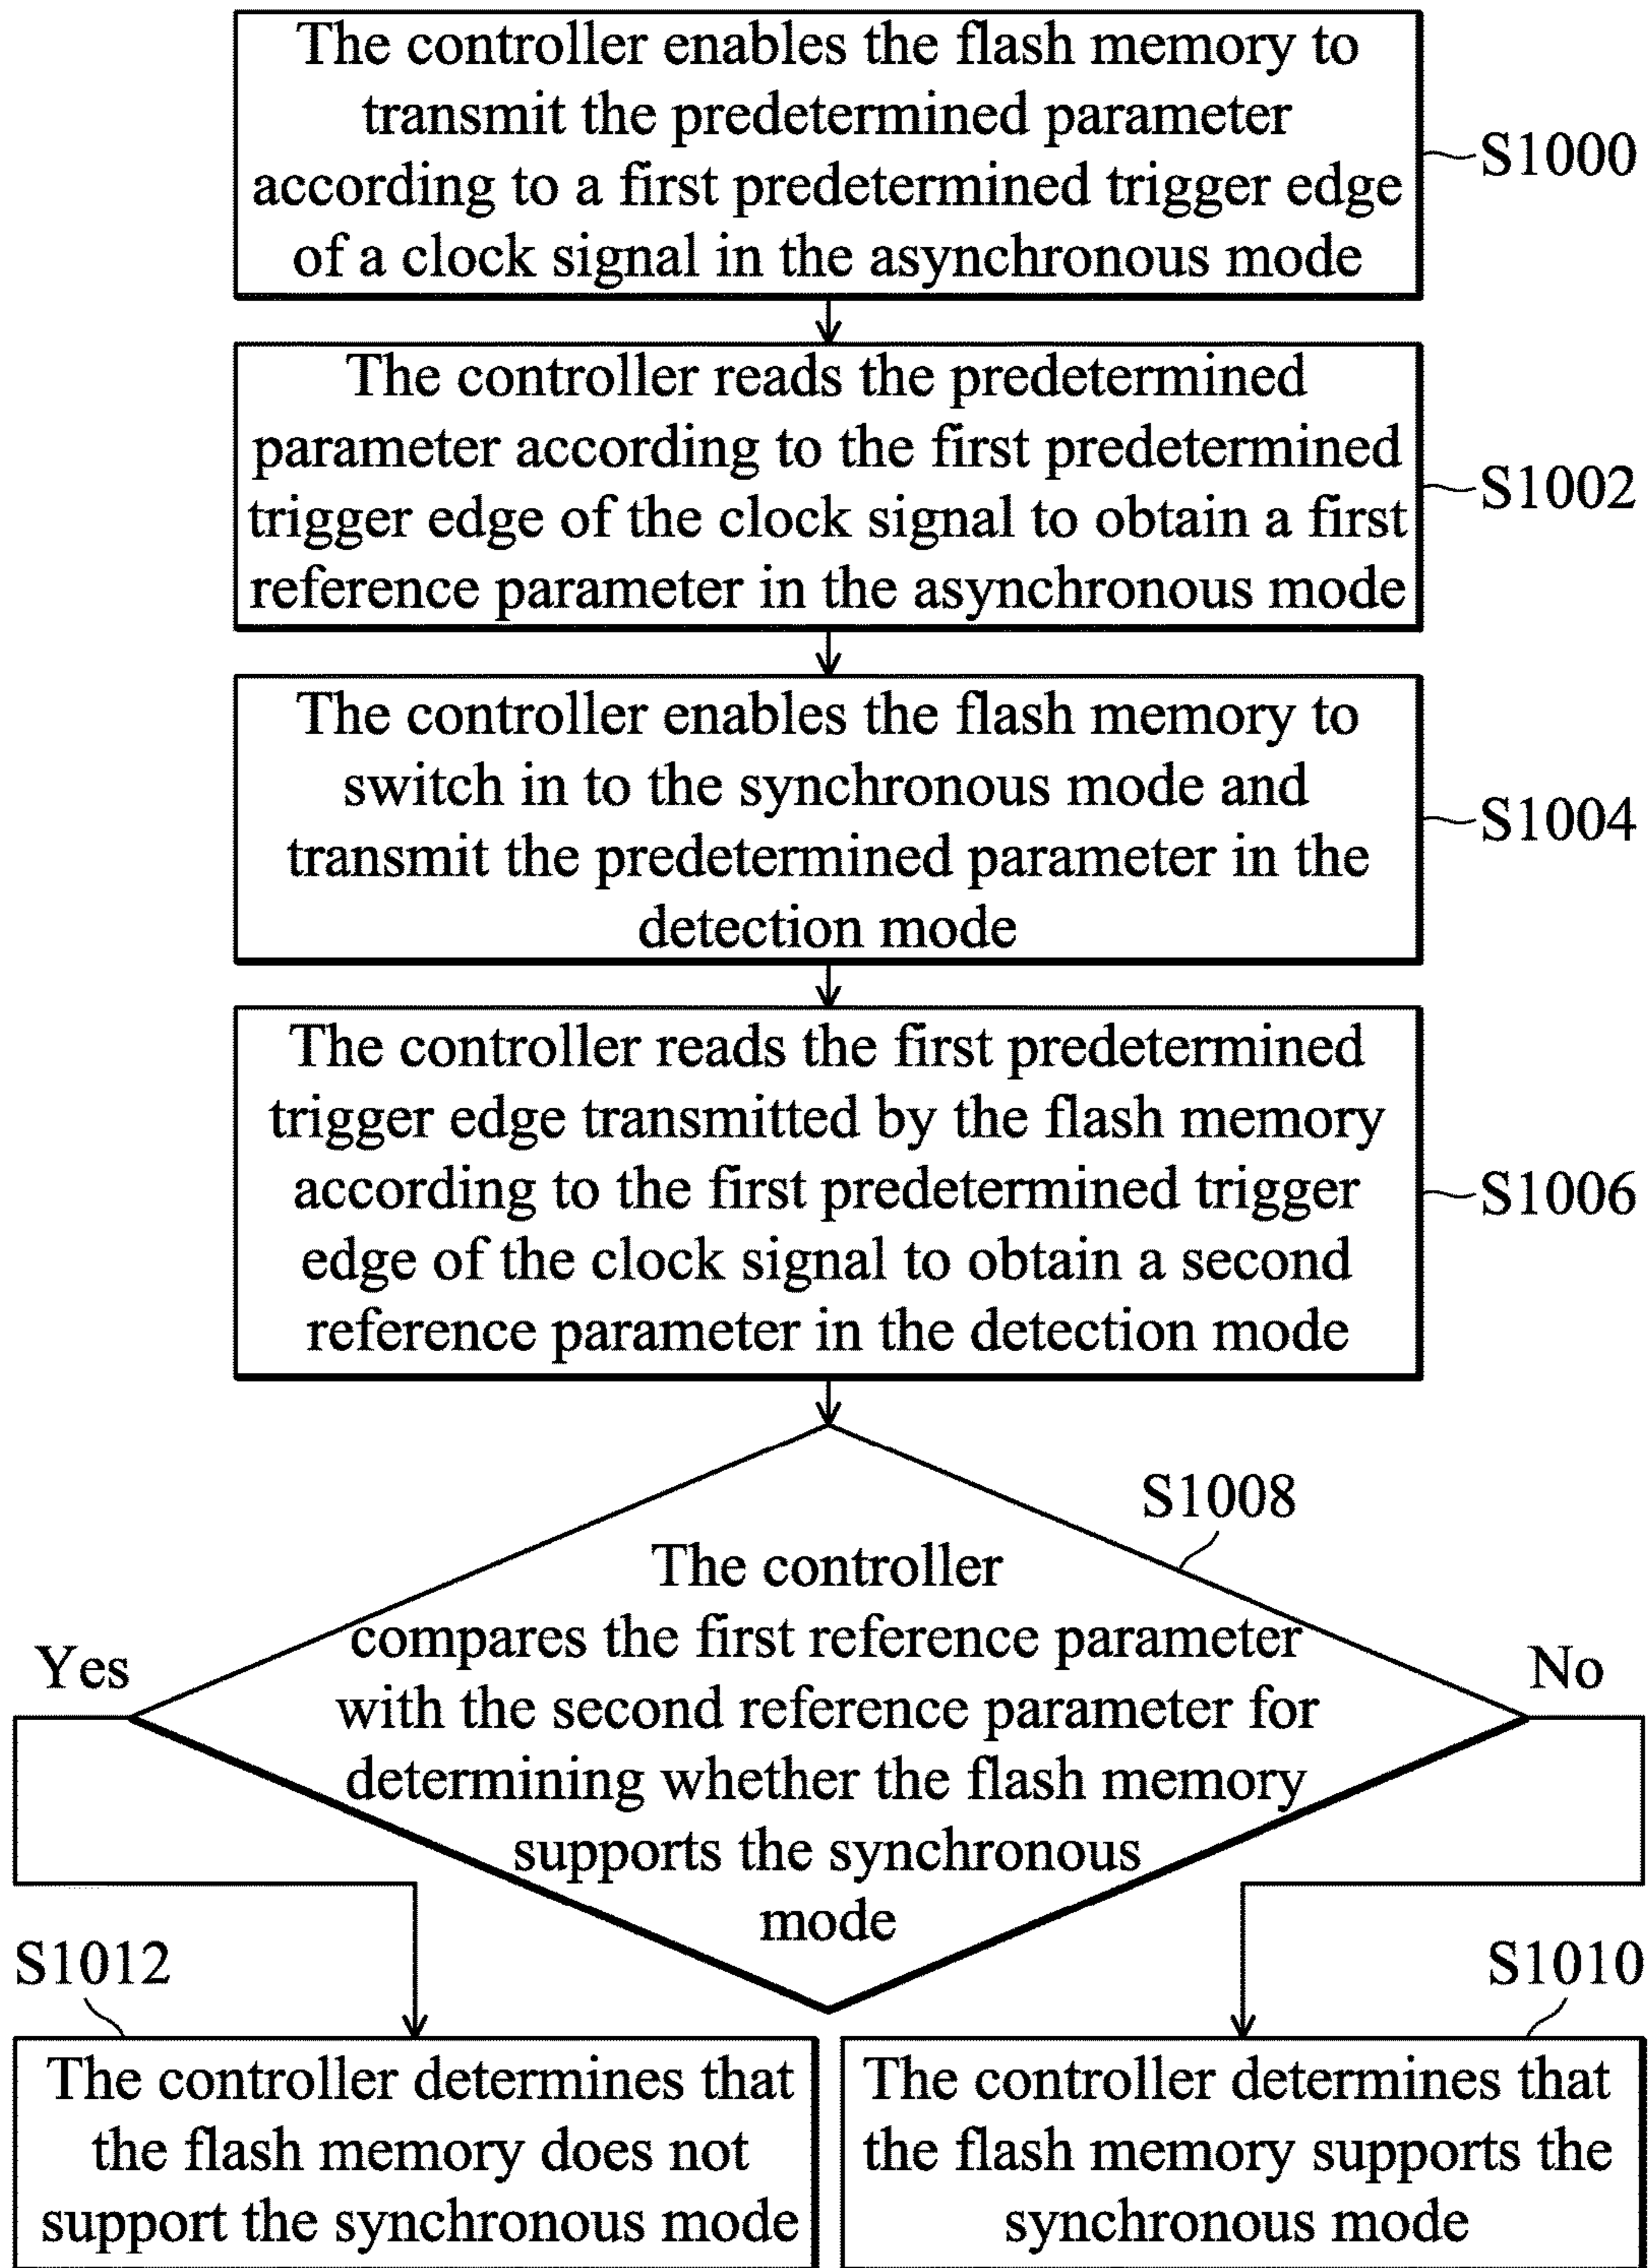 The controller enables the flash memory to
transmit the predetermined parameter
according to a first predetermined trigger edge
of a clock signal in the asynchronous mode
S1000
The controller reads the predetermined
parameter according to the first predetermined
trigger edge of the clock signal to obtain a first
reference parameter in the asynchronous mode
S1002
The controller enables the flash memory to
switch in to the synchronous mode and
transmit the predetermined parameter in the
detection mode
S1004
The controller reads the first predetermined
trigger edge transmitted by the flash memory
according to the first predetermined trigger
edge of the clock signal to obtain a second
reference parameter in the detection mode
S1006
S1008
The controller
compares the first reference parameter
with the second reference parameter for
determining whether the flash memory
supports the synchronous
mode
Yes
No
S1012
The controller determines that
the flash memory does not
support the synchronous mode
S1010
The controller determines that
the flash memory supports the
synchronous mode